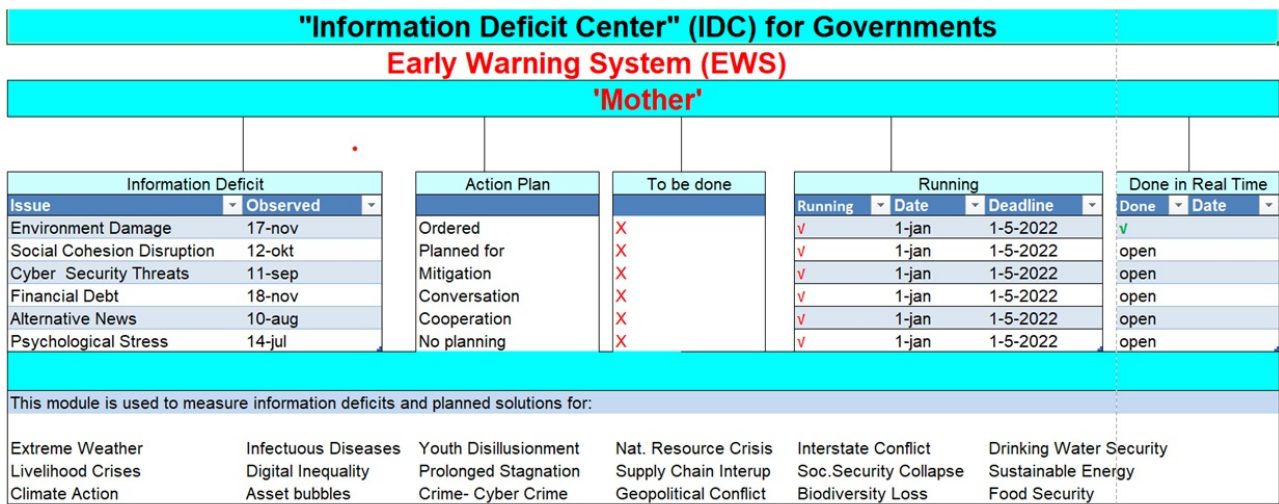 "Information Deficit Center" (IDC) for Governments
Early Warning System (EWS)
'Mother'
Information Deficit Action Plan To be done Running Done in Real Time
Issue Observed Running Date Deadline Done Date
Environment Damage 17-nov Ordered X √ 1-jan 1-5-2022 √
Social Cohesion Disruption 12-okt Planned for X √ 1-jan 1-5-2022 open
Cyber Security Threats 11-sep Mitigation X √ 1-jan 1-5-2022 open
Financial Debt 18-nov Conversation X √ 1-jan 1-5-2022 open
Alternative News 10-aug Cooperation X √ 1-jan 1-5-2022 open
Psychological Stress 14-jul No planning X √ 1-jan 1-5-2022 open
This module is used to measure information deficits and planned solutions for:
Extreme Weather Infectuous Diseases Youth Disillusionment Nat. Resource Crisis Interstate Conflict Drinking Water Security
Livelihood Crises Digital Inequality Prolonged Stagnation Supply Chain Interup Soc.Security Collapse Sustainable Energy
Climate Action Asset bubbles Crime- Cyber Crime Geopolitical Conflict Biodiversity Loss Food Security